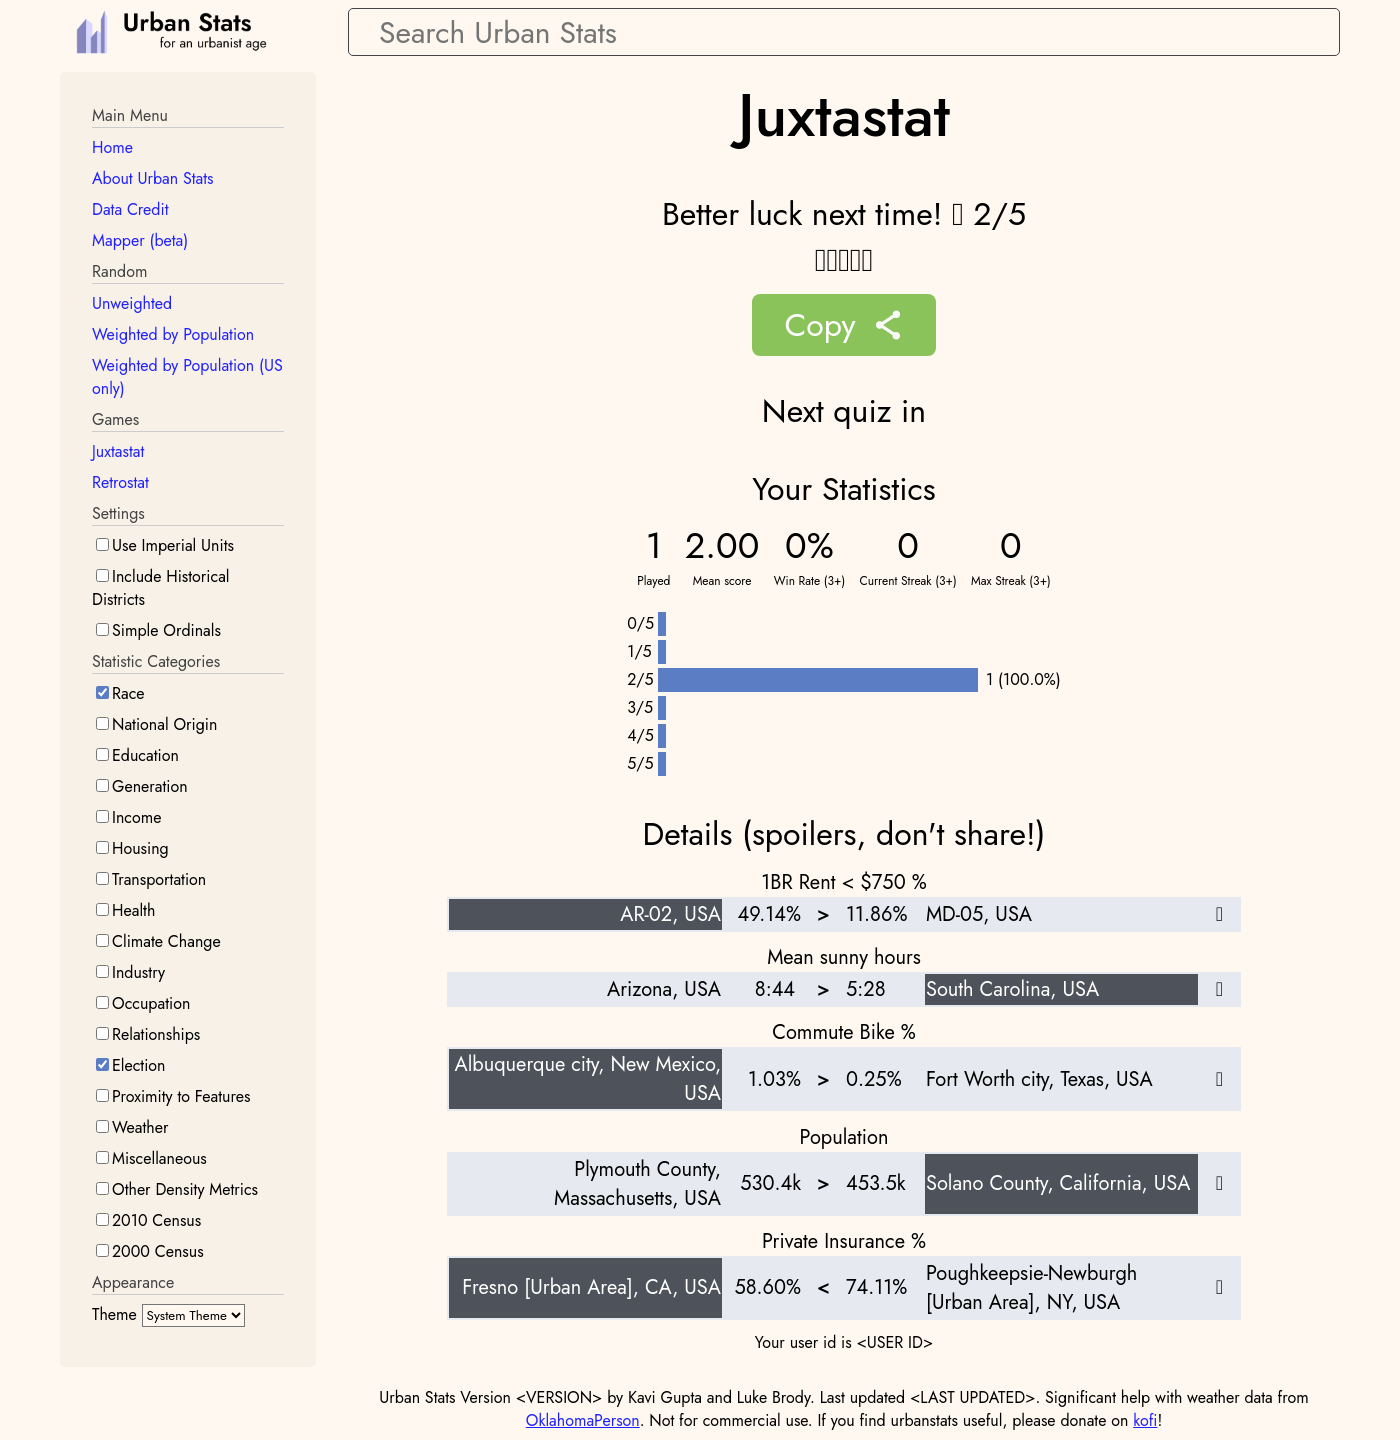 Urban Stats
for an urbanist age
Search Urban Stats
Main Menu
Home
About Urban Stats
Data Credit
Mapper (beta)
Random
Unweighted
Weighted by Population
Weighted by Population (US
only)
Games
Juxtastat
Retrostat
Settings
Use Imperial Units
Include Historical
Districts
Simple Ordinals
Statistic Categories
Race
National Origin
Education
Generation
Income
Housing
Transportation
Health
Climate Change
Industry
Occupation
Relationships
Election
Proximity to Features
Weather
Miscellaneous
Other Density Metrics
2010 Census
2000 Census
Appearance
Theme System Theme
Juxtastat
Better luck next time! 2/5
Copy
Next quiz in
Your Statistics
1 2.00 0% 0 0
Played Mean score Win Rate (3+) Current Streak (3+) Max Streak (3+)
0/5
1/5
2/5 1 (100.0%)
3/5
4/5
5/5
Details (spoilers, don't share!)
1BR Rent < $750 %
AR-02, USA 49.14% > 11.86% MD-05, USA
Mean sunny hours
Arizona, USA 8:44 > 5:28 South Carolina, USA
Commute Bike %
Albuquerque city, New Mexico,
USA 1.03% > 0.25% Fort Worth city, Texas, USA
Population
Plymouth County,
Massachusetts, USA 530.4k > 453.5k Solano County, California, USA
Private Insurance %
Fresno [Urban Area], CA, USA 58.60% < 74.11% Poughkeepsie-Newburgh
[Urban Area], NY, USA
Your user id is <USER ID>
Urban Stats Version <VERSION> by Kavi Gupta and Luke Brody. Last updated <LAST UPDATED>. Significant help with weather data from
OklahomaPerson. Not for commercial use. If you find urbanstats useful, please donate on kofi!